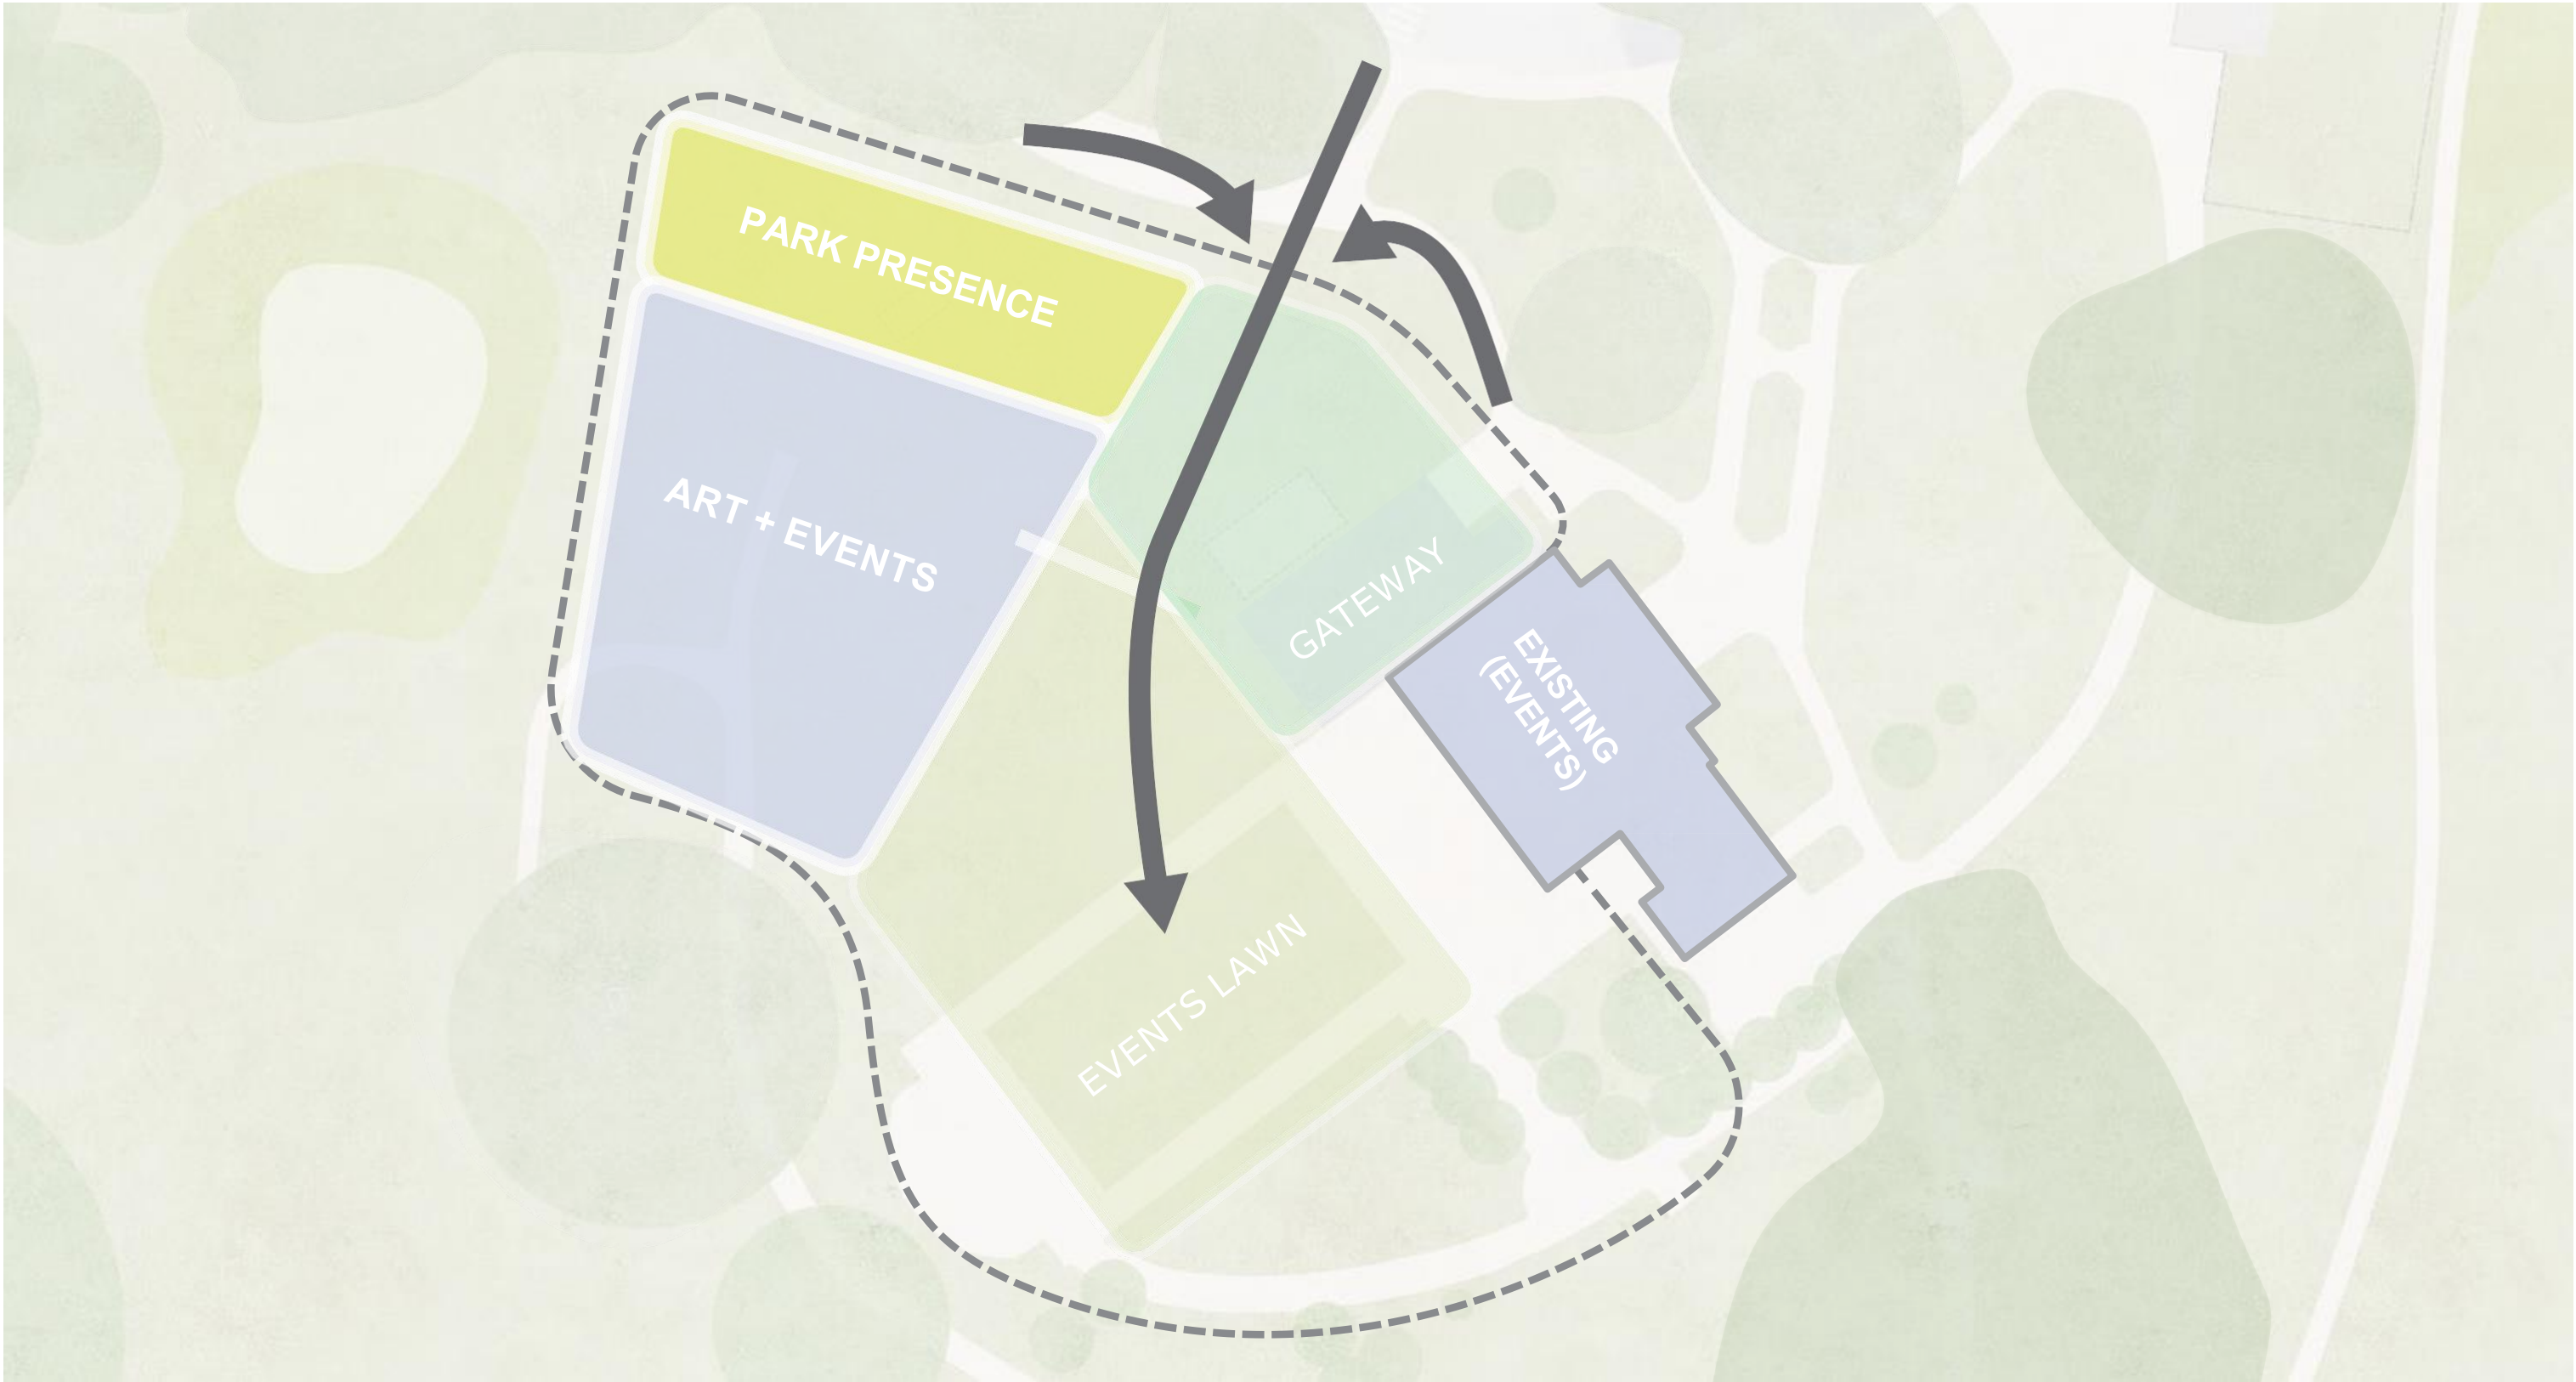 PARK PRESENCE
ART + EVENTS
GATEWAY
EXISTING
(EVENTS)
EVENTS LAWN